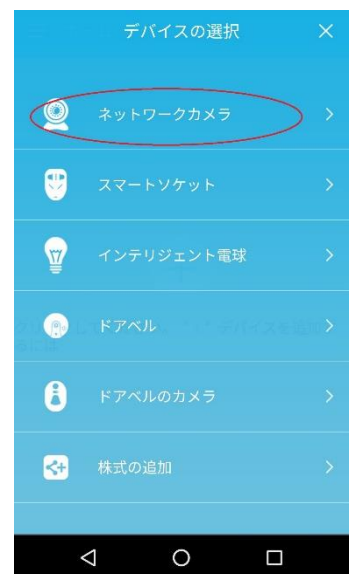 デバイスの選択
ネットワークカメラ
スマートソケット
インテリジェント電球
ドアベル
ドアベルのカメラ
株式の追加